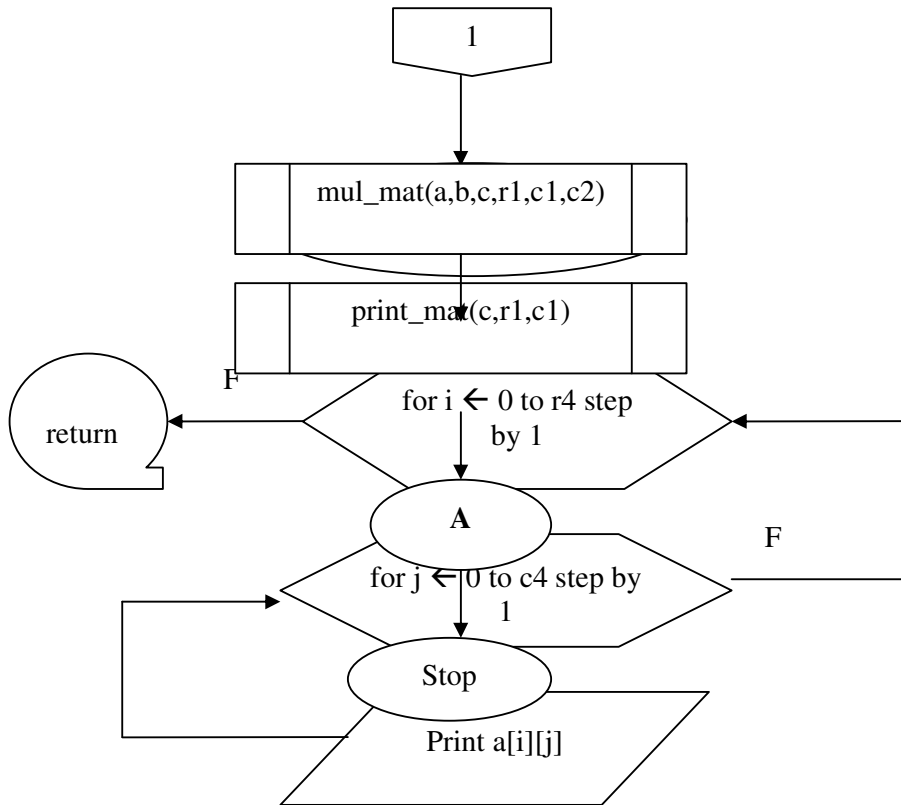 1
mul_mat(a,b,c,r1,c1,c2)
print_mat(c,r1,c1)
F
for i ← 0 to r4 step
by 1
return
A
F
for j ← 0 to c4 step by
1
Stop
Print a[i][j]